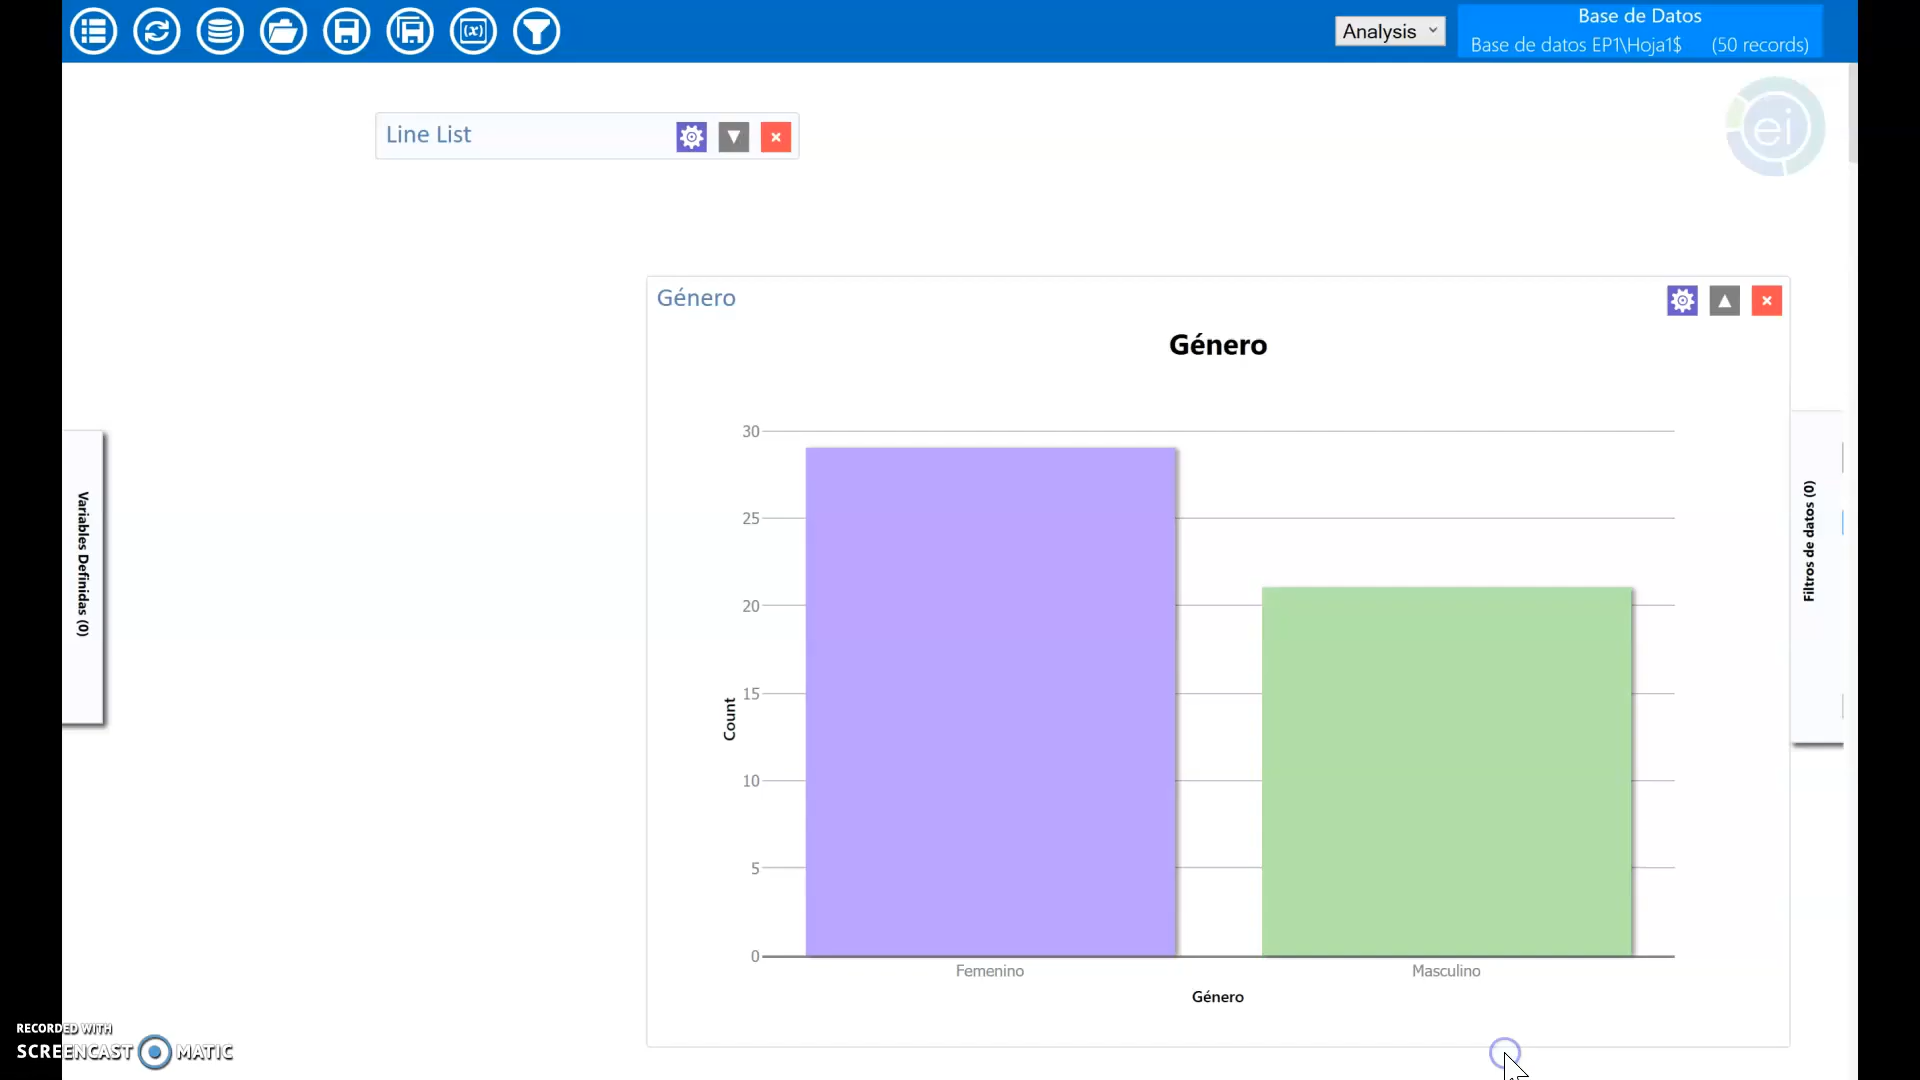 Analysis
Base de Datos
Base de datos EP1\Hoja1$ (50 records)
ei
Line List
Género
Género
30
25
20
15
10
5
0
Count
Femenino
Masculino
Género
Variables Definidas (0)
Filtros de datos (0)
(x)
RECORDED WITH
SCREENCAST MATIC